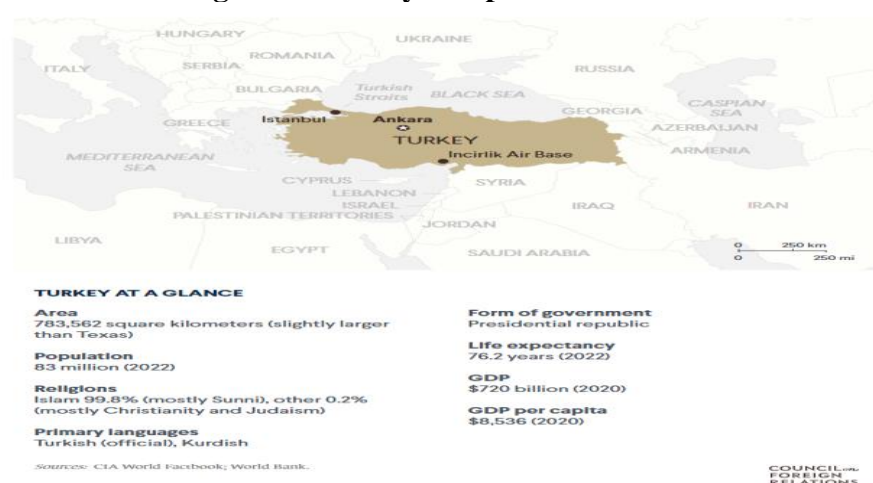 HUNGARY
UKRAINE
ROMANIA
ITALY
SERBIA
RUSSIA
BULGARIA
Turkish
Straits
BLACK SEA
GEORGIA
CASPIAN
SEA
Istanbul
Ankara
GREECE
AZERBAIJAN
TURKEY
ARMENIA
MEDITERRANEAN
SEA
Incirlik Air Base
CYPRUS
SYRIA
LEBANON
ISRAEL
IRAQ
IRAN
PALESTINIAN TERRITORIES
JORDAN
LIBYA
EGYPT
SAUDI ARABIA
0 250 km
0 250 mi
TURKEY AT A GLANCE
Area
783,562 square kilometers (slightly larger
than Texas)
Population
83 million (2022)
Religions
Islam 99.8% (mostly Sunni), other 0.2%
(mostly Christianity and Judaism)
Primary languages
Turkish (official), Kurdish
Form of government
Presidential republic
Life expectancy
76.2 years (2022)
GDP
$720 billion (2020)
GDP per capita
$8,536 (2020)
Sources: CIA World Factbook; World Bank.
COUNCIL on
FOREIGN
RELATIONS